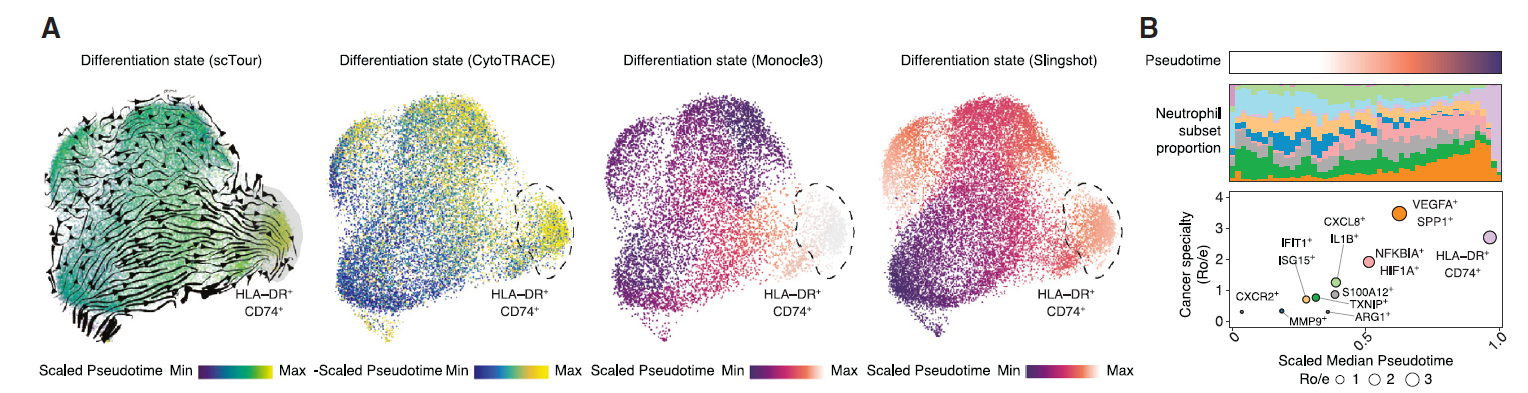 A
B
Differentiation state (scTour)
Differentiation state (CytoTRACE)
Differentiation state (Monocle3)
Differentiation state (Slingshot)
HLA–DR⁺
CD74⁺
HLA–DR⁺
CD74⁺
HLA–DR⁺
CD74⁺
HLA–DR⁺
CD74⁺
Scaled Pseudotime Min Max
-Scaled Pseudotime Min Max
Scaled Pseudotime Min Max
Scaled Pseudotime Min Max
Pseudotime
Neutrophil
subset
proportion
Cancer specialty
(Ro/e)
4
3
2
1
0
VEGFA⁺
SPP1⁺
CXCL8⁺
IL1B⁺
IFIT1⁺
ISG15⁺
NFKBIA⁺
HIF1A⁺
HLA–DR⁺
CD74⁺
CXCR2⁺
S100A12⁺
TXNIP⁺
ARG1⁺
MMP9⁺
0
0.5
1.0
Scaled Median Pseudotime
Ro/e 1 2 3